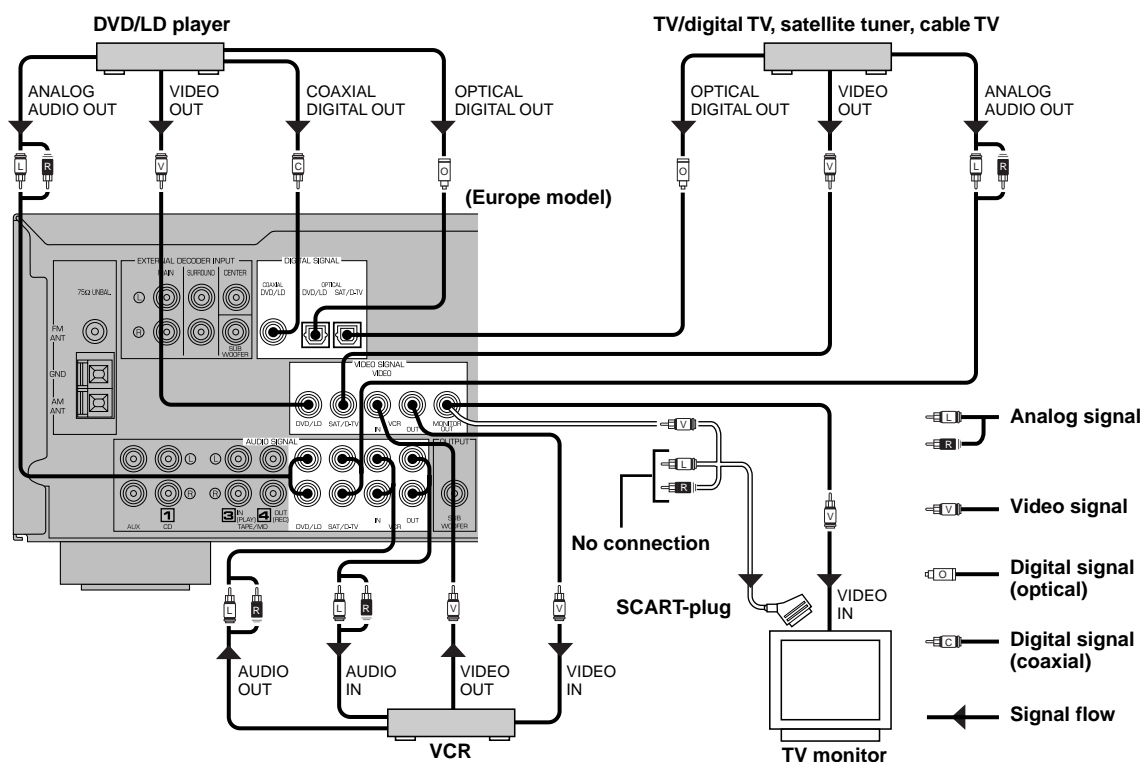 DVD/LD player
TV/digital TV, satellite tuner, cable TV
ANALOG
AUDIO OUT
VIDEO
OUT
COAXIAL
DIGITAL OUT
OPTICAL
DIGITAL OUT
OPTICAL
DIGITAL OUT
VIDEO
OUT
ANALOG
AUDIO OUT
L
R
V
C
O
O
V
L
R
(Europe model)
EXTERNAL DECODER INPUT
MAIN
SURROUND
CENTER
L
R
SUB
WOOFER
75Ω UNBAL.
FM
ANT
GND
AM
ANT
DIGITAL SIGNAL
COAXIAL
DVD/LD
OPTICAL
DVD/LD
SAT/D-TV
VIDEO SIGNAL
VIDEO
DVD/LD
SAT/D-TV
IN
VCR
OUT
MONITOR
OUT
AUDIO SIGNAL
OUTPUT
L
L
R
R
AUX
1
CD
3
IN
(PLAY)
4
OUT
(REC)
TAPE/MD
DVD/LD
SAT/D-TV
IN
VCR
OUT
SUB
WOOFER
V
L
R
No connection
SCART-plug
V
VIDEO
IN
TV monitor
L
R
L
R
V
V
AUDIO
OUT
AUDIO
IN
VIDEO
OUT
VIDEO
IN
VCR
L
R
Analog signal
V
Video signal
O
Digital signal
(optical)
C
Digital signal
(coaxial)
Signal flow